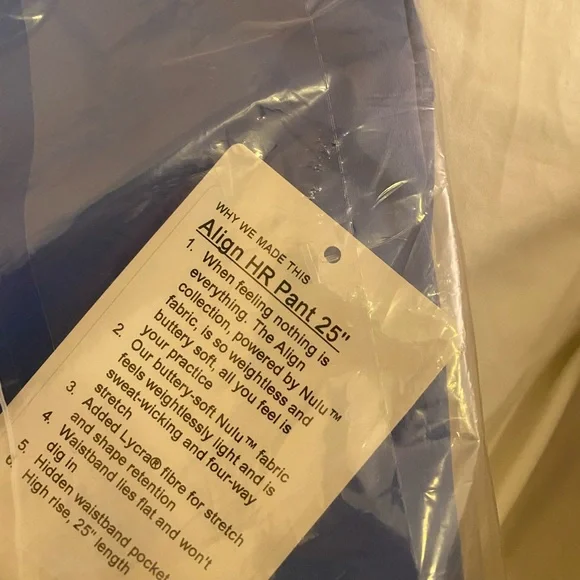 WHY WE MADE THIS
Align HR Pant 25"
1. When feeling nothing is
everything. The Align
collection, powered by Nulu™
fabric, is so weightless and
buttery soft, all you feel is
your practice
2. Our buttery-soft Nulu™ fabric
feels weightlessly light and is
sweat-wicking and four-way
stretch
3. Added Lycra® fibre for stretch
and shape retention
4. Waistband lies flat and won't
dig in
5. Hidden waistband pocket
6. High rise, 25" length